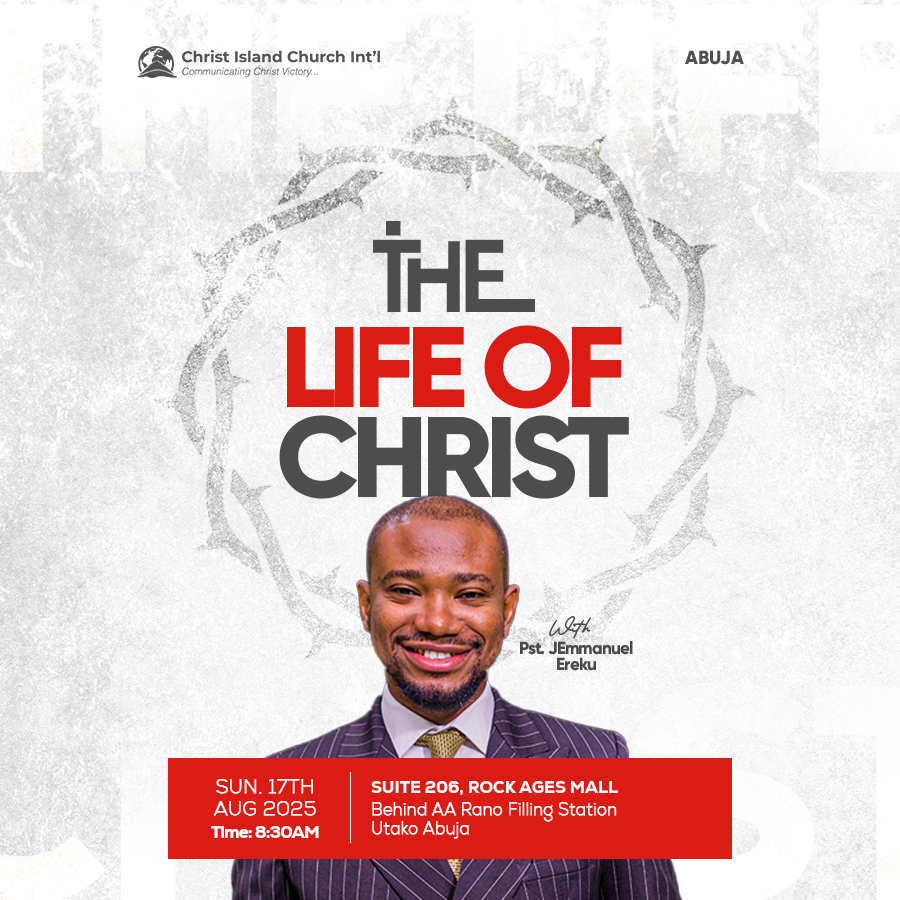 Christ Island Church Int'l
Communicating Christ Victory...
ABUJA
THE
LIFE OF
CHRIST
With
Pst. JEmmanuel
Ereku
SUN. 17TH
AUG 2025
Time: 8:30AM
SUITE 206, ROCK AGES MALL
Behind AA Rano Filling Station
Utako Abuja